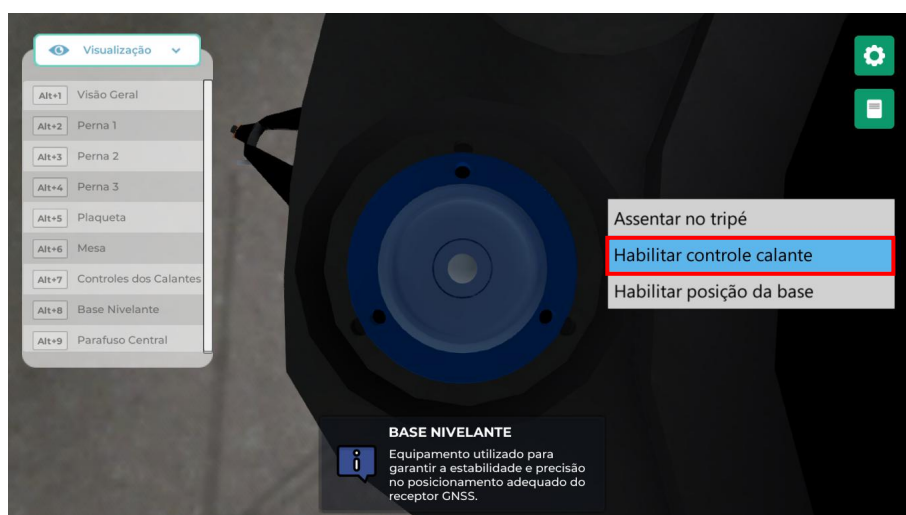 Visualização
Alt+1 Visão Geral
Alt+2 Perna 1
Alt+3 Perna 2
Alt+4 Perna 3
Alt+5 Plaqueta
Alt+6 Mesa
Alt+7 Controles dos Calantes
Alt+8 Base Nivelante
Alt+9 Parafuso Central
Assentar no tripé
Habilitar controle calante
Habilitar posição da base
BASE NIVELANTE
Equipamento utilizado para
garantir a estabilidade e precisão
no posicionamento adequado do
receptor GNSS.